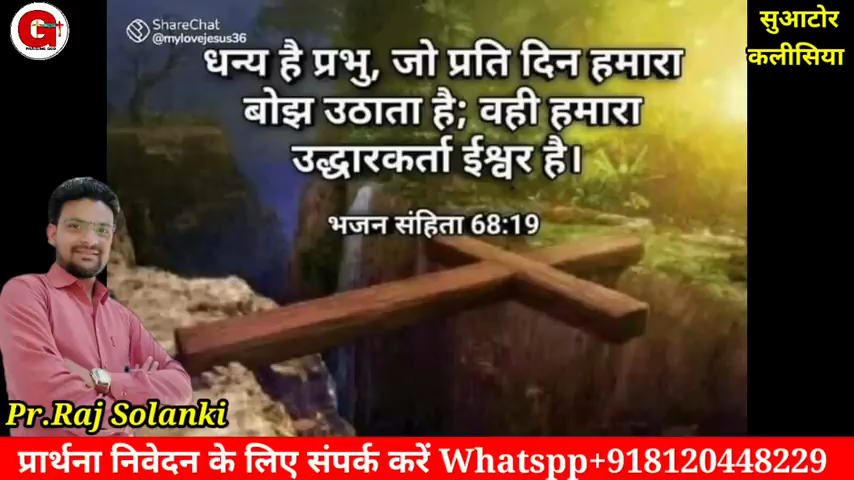 ShareChat
@mylovejesus36
सुआटोर
कलीसिया
धन्य है प्रभु, जो प्रति दिन हमारा
बोझ उठाता है; वही हमारा
उद्धारकर्ता ईश्वर है।
भजन संहिता 68:19
Pr.Raj Solanki
प्रार्थना निवेदन के लिए संपर्क करें Whatspp+918120448229